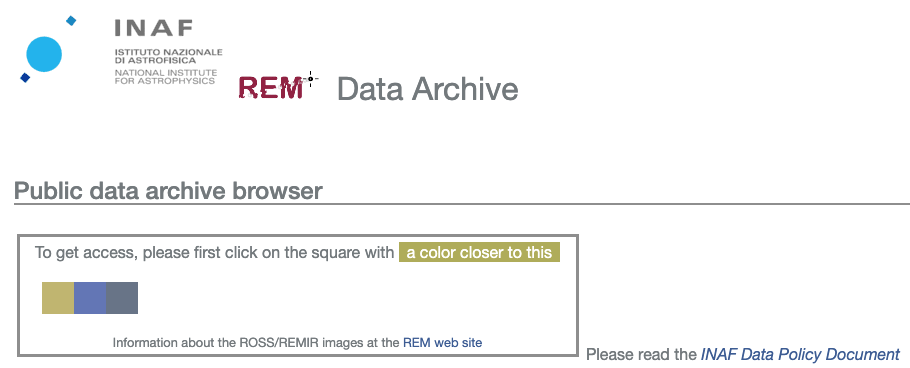 INAF
ISTITUTO NAZIONALE
DI ASTROFISICA
NATIONAL INSTITUTE
FOR ASTROPHYSICS
REM Data Archive
Public data archive browser
To get access, please first click on the square with a color closer to this
Information about the ROSS/REMIR images at the REM web site
Please read the INAF Data Policy Document